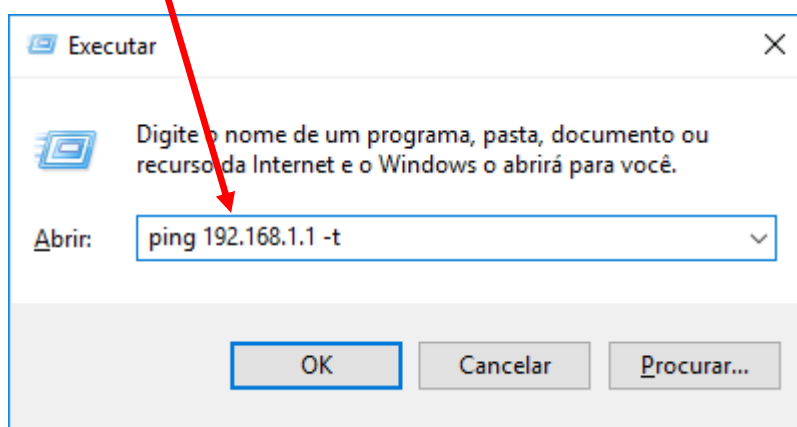 Executar
Digite o nome de um programa, pasta, documento ou
recurso da Internet e o Windows o abrirá para você.
Abrir: ping 192.168.1.1 -t
OK Cancelar Procurar...